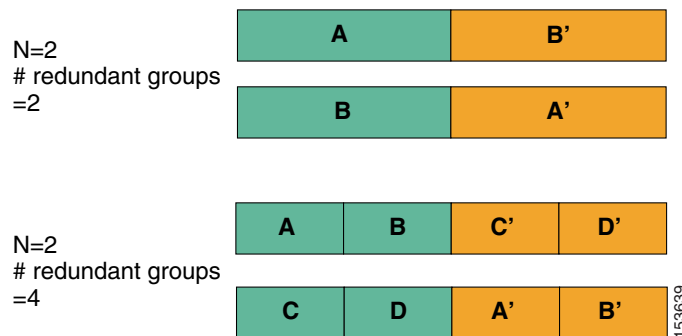 N=2
# redundant groups
=2
A B’
B A’
N=2
# redundant groups
=4
A B C’ D’
C D A’ B’
153639